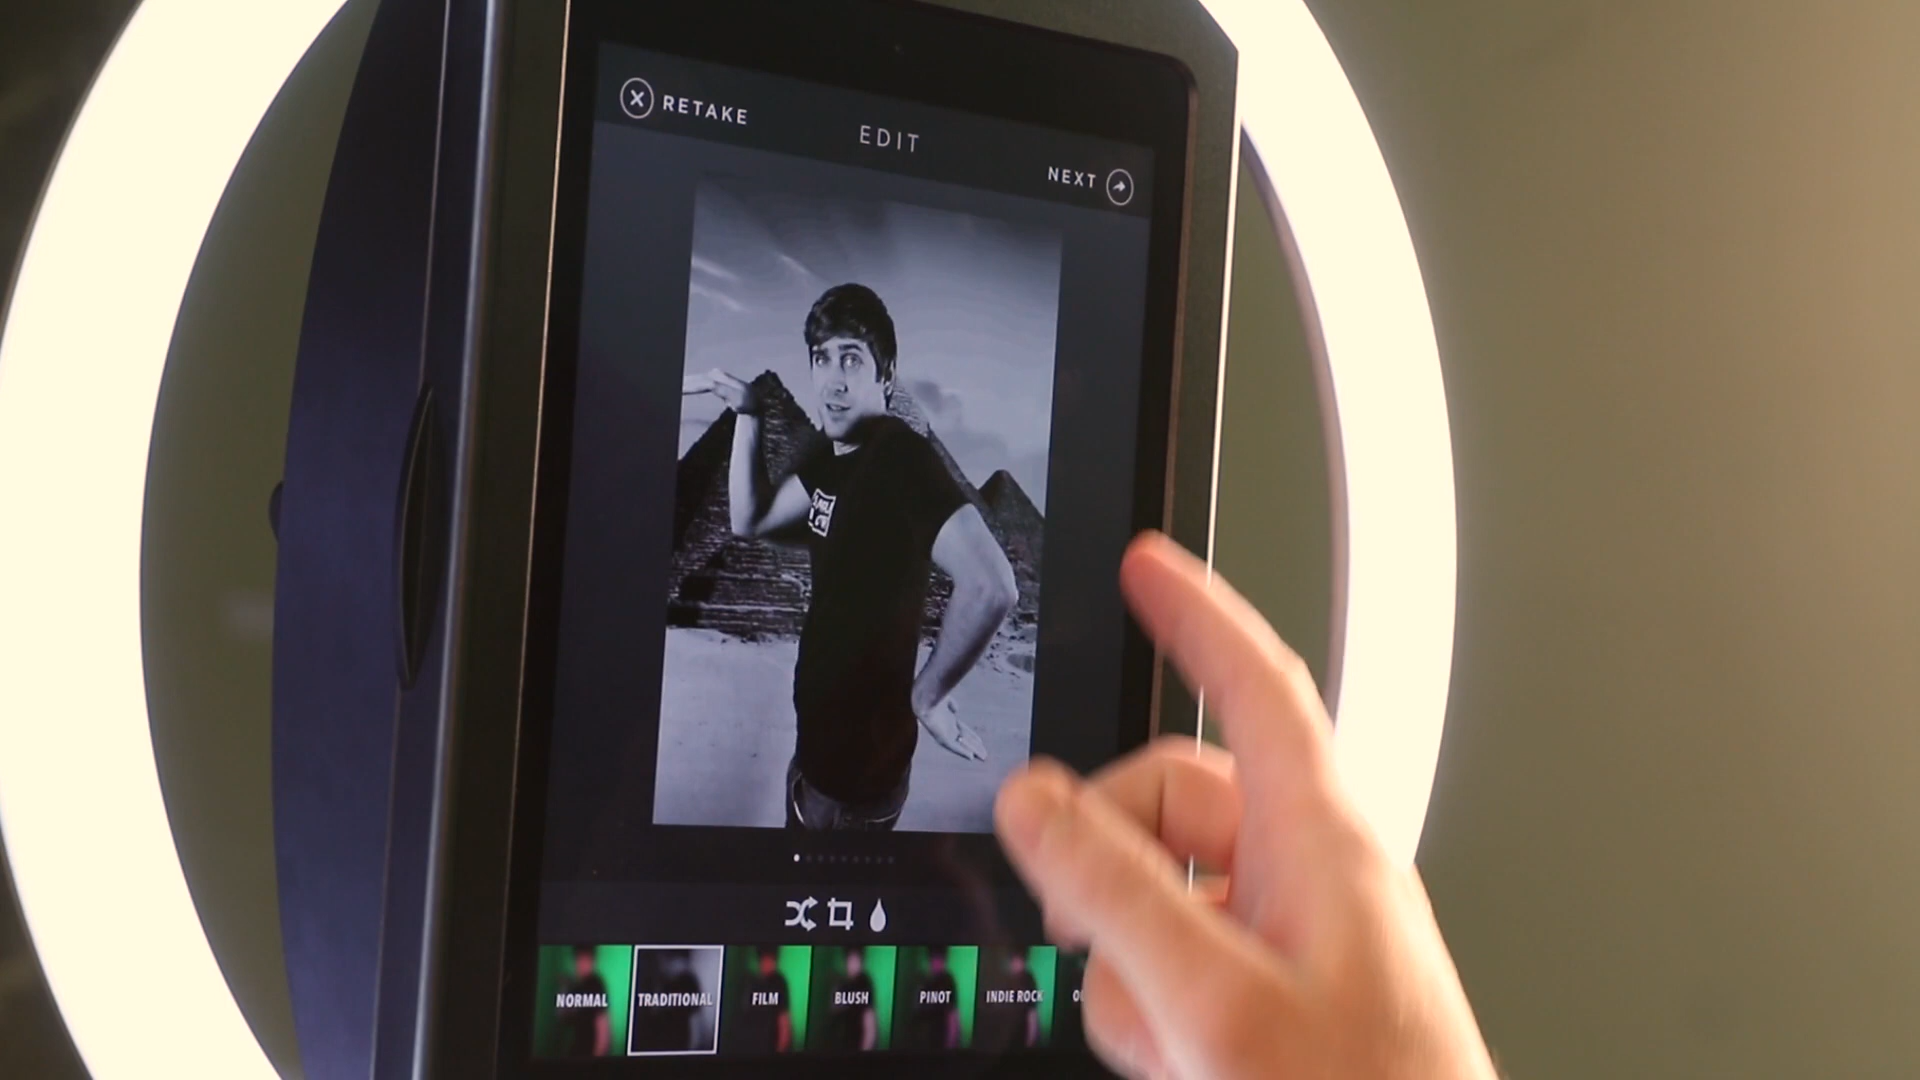 RETAKE
EDIT
NEXT
NORMAL
TRADITIONAL
FILM
BLUSH
PINOT
INDIE ROCK